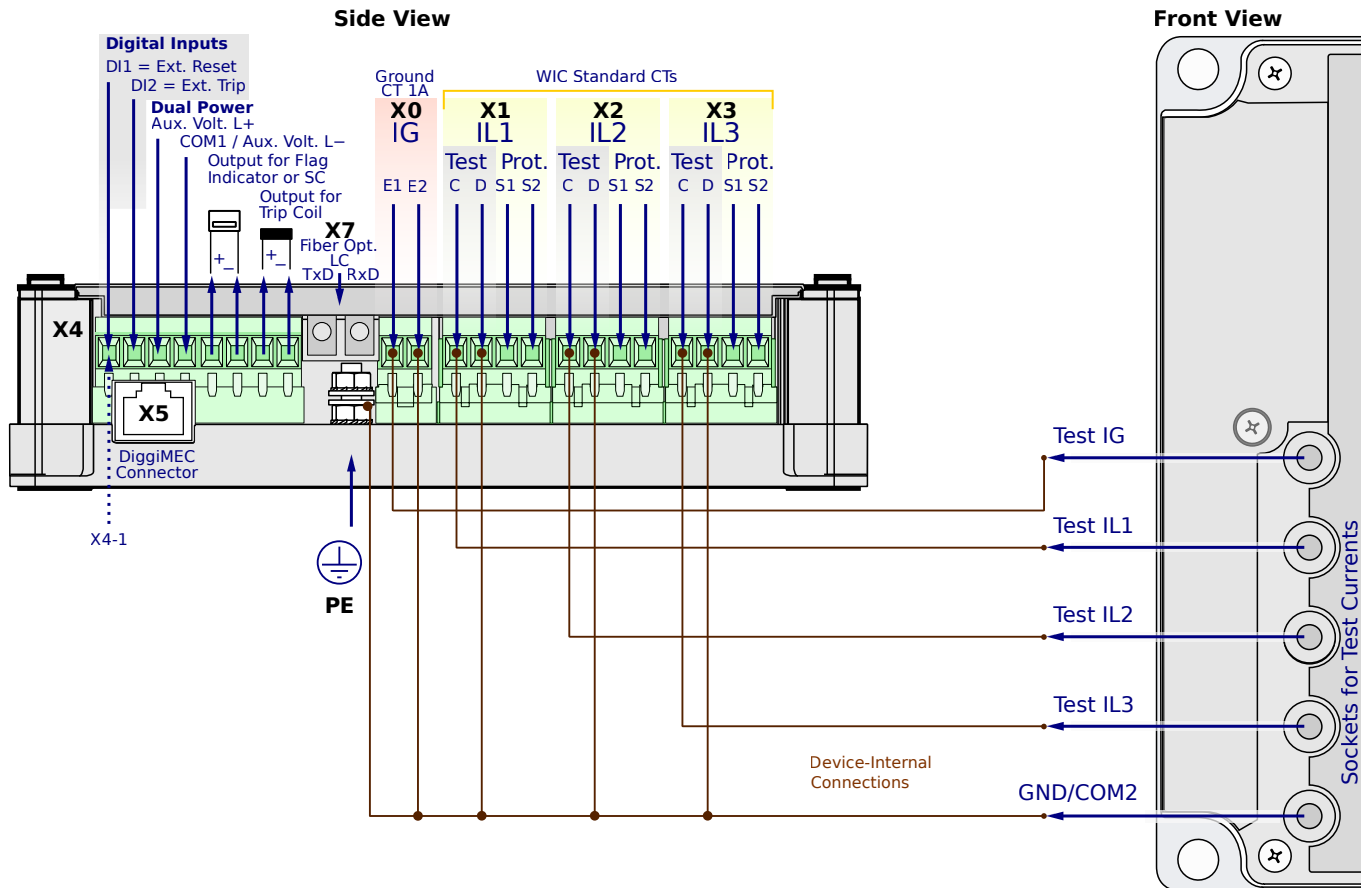 Side View
Front View
Digital Inputs
DI1 = Ext. Reset
DI2 = Ext. Trip
Dual Power
Aux. Volt. L+
COM1 / Aux. Volt. L−
Output for Flag
Indicator or SC
Output for
Trip Coil
+ −
+ −
X7
Fiber Opt.
LC
TxD RxD
Ground
CT 1A
X0
IG
E1 E2
WIC Standard CTs
X1
IL1
Test Prot.
C D S1 S2
X2
IL2
Test Prot.
C D S1 S2
X3
IL3
Test Prot.
C D S1 S2
X4
X5
DiggiMEC
Connector
X4-1
PE
Test IG
Test IL1
Test IL2
Test IL3
GND/COM2
Device-Internal
Connections
Sockets for Test Currents